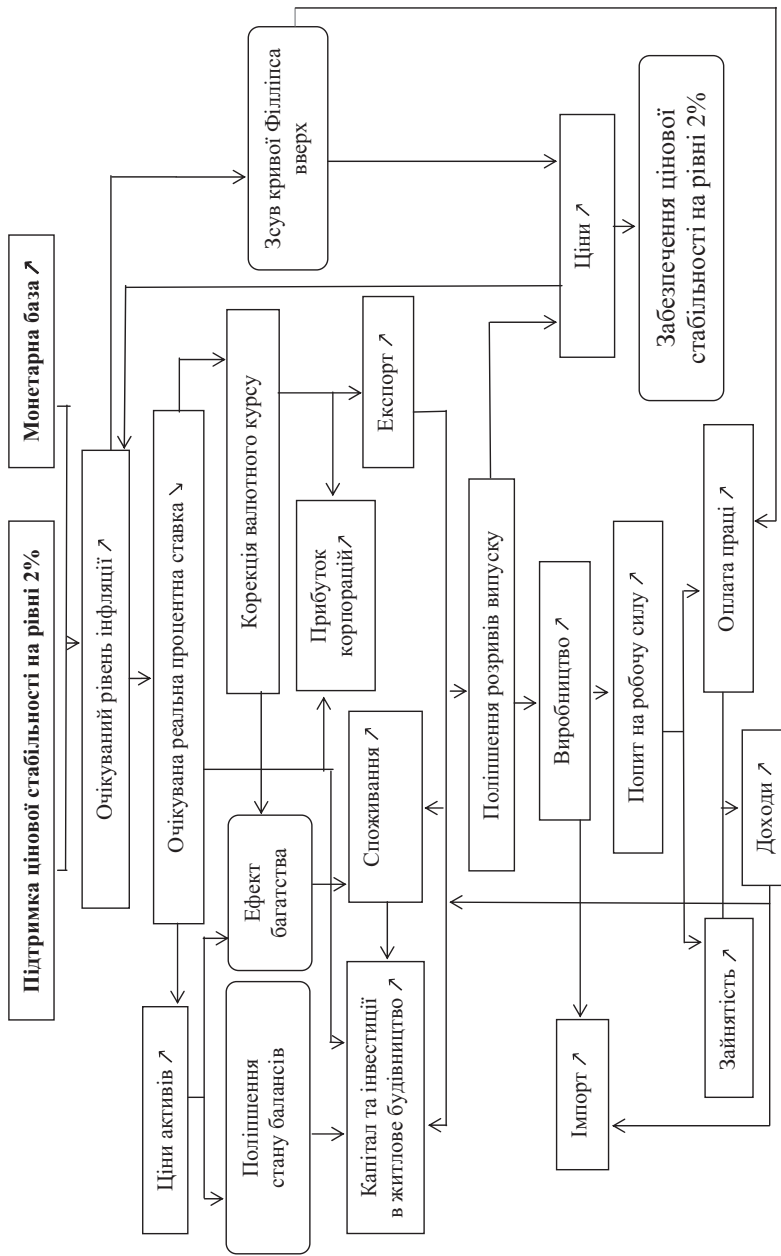 Підтримка цінової стабільності на рівні 2%
Монетарна база ↗
Очікуваний рівень інфляції ↗
Очікувана реальна процентна ставка ↘
Ціни активів ↗
Корекція валютного курсу
Зсув кривої Філліпса
вверх
Поліпшення
стану балансів
Ефект
багатства
Прибуток
корпорацій↗
Експорт ↗
Капітал та інвестиції
в житлове будівництво ↗
Споживання ↗
Поліпшення розривів випуску
Ціни ↗
Виробництво ↗
Забезпечення цінової
стабільності на рівні 2%
Імпорт ↗
Попит на робочу силу ↗
Зайнятість ↗
Оплата праці ↗
Доходи ↗